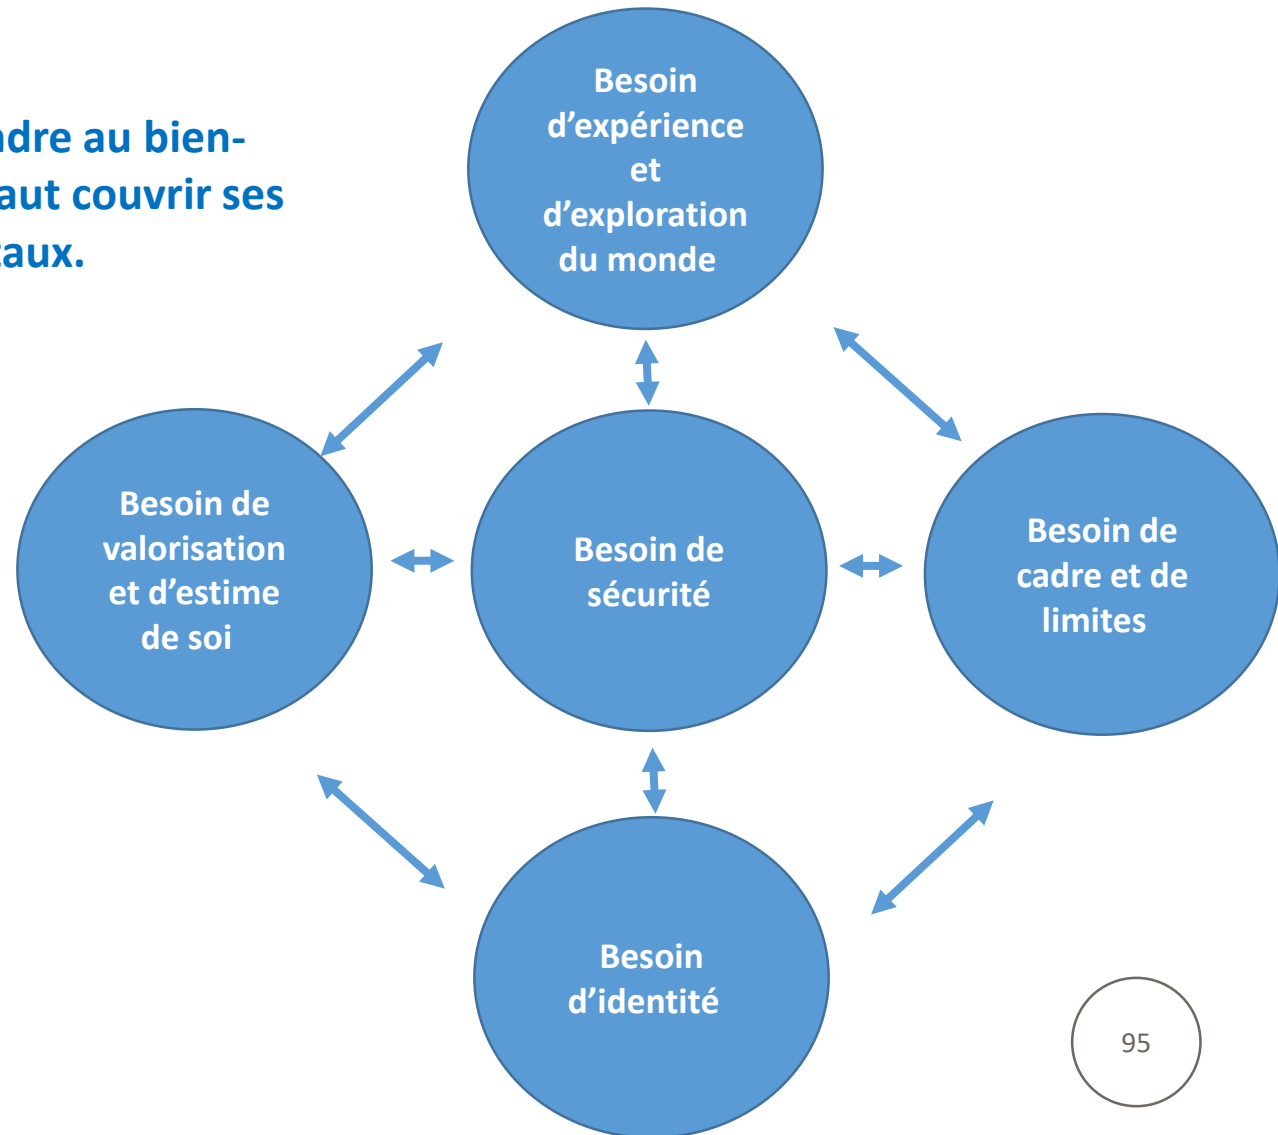 Besoin
d'expérience
et
d'exploration
du monde
ndre au bien-
aut couvrir ses
taux.
Besoin de
valorisation
et d'estime
de soi
Besoin de
sécurité
Besoin de
cadre et de
limites
Besoin
d'identité
95